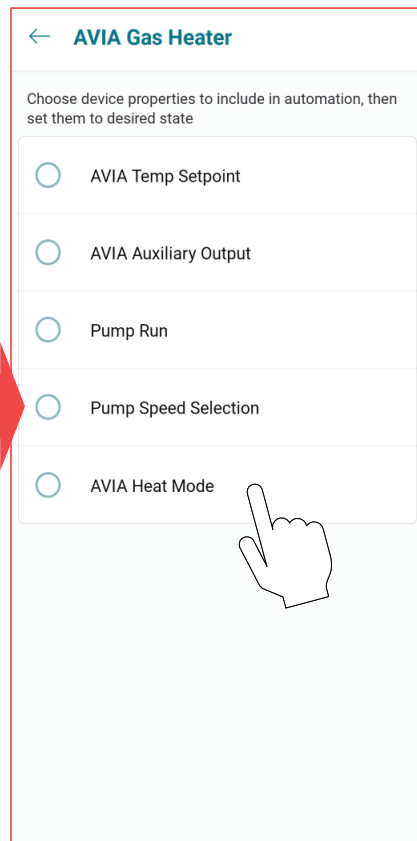 AVIA Gas Heater
Choose device properties to include in automation, then
set them to desired state
AVIA Temp Setpoint
AVIA Auxiliary Output
Pump Run
Pump Speed Selection
AVIA Heat Mode